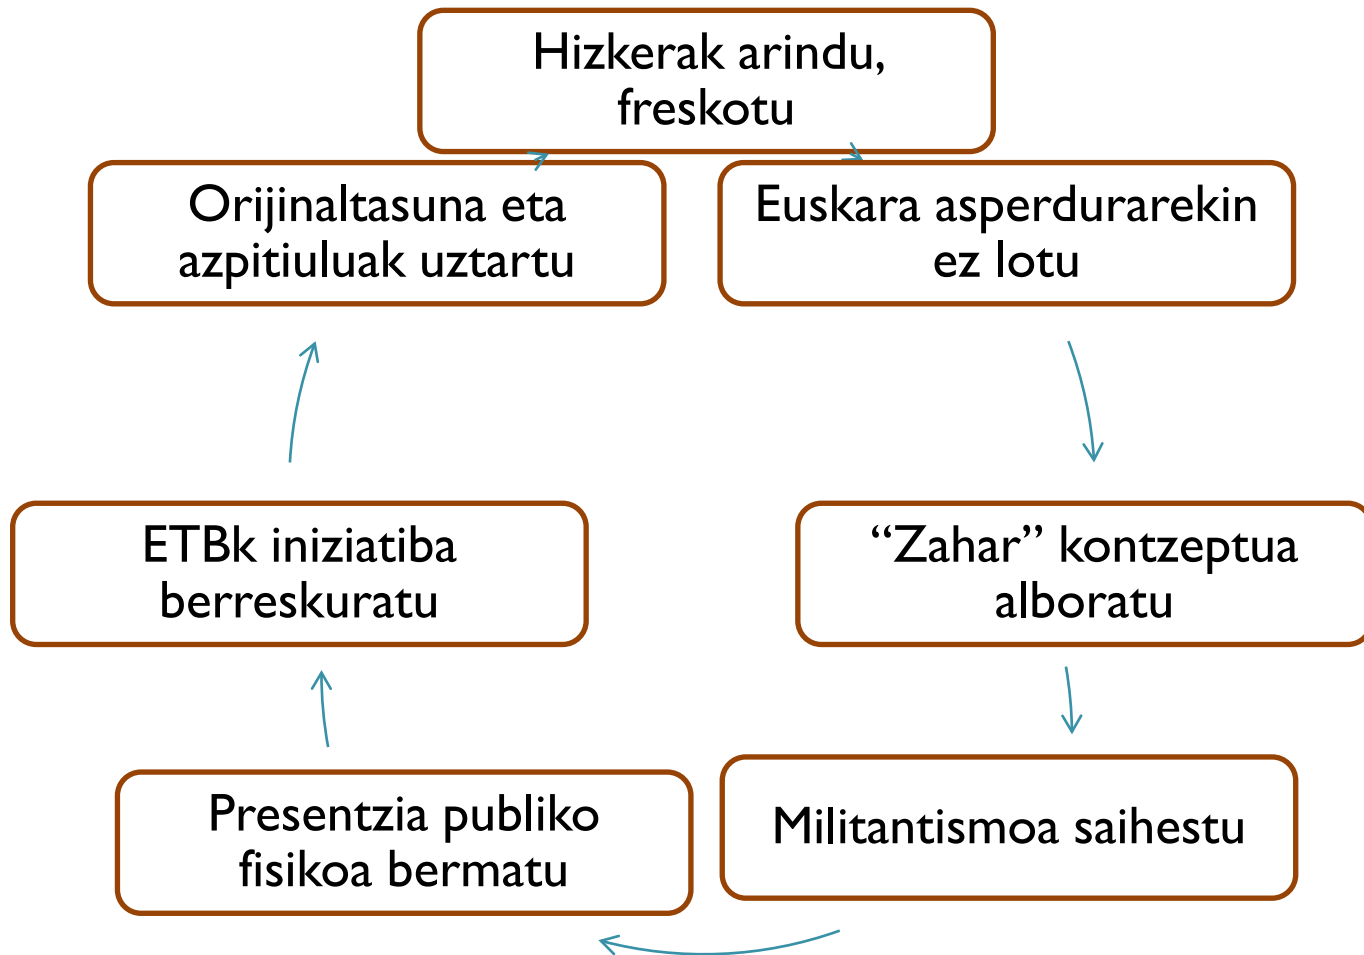 Hizkerak arindu,
freskotu
Euskara asperdurarekin
ez lotu
“Zahar” kontzeptua
alboratu
Militantismoa saihestu
Presentzia publiko
fisikoa bermatu
ETBk iniziatiba
berreskuratu
Orijinaltasuna eta
azpitiuluak uztartu